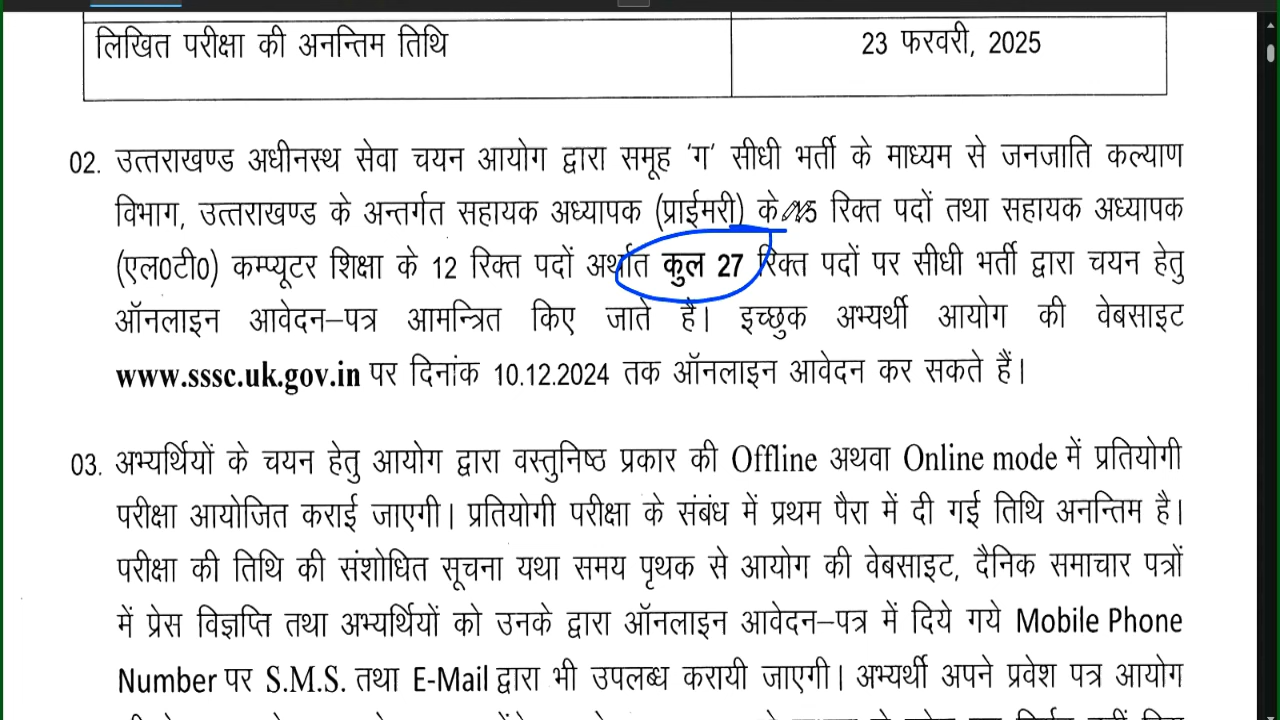 लिखित परीक्षा की अनन्तिम तिथि 23 फरवरी, 2025
02. उत्तराखण्ड अधीनस्थ सेवा चयन आयोग द्वारा समूह 'ग' सीधी भर्ती के माध्यम से जनजाति कल्याण
विभाग, उत्तराखण्ड के अन्तर्गत सहायक अध्यापक (प्राईमरी) के 15 रिक्त पदों तथा सहायक अध्यापक
(एल0टी0) कम्प्यूटर शिक्षा के 12 रिक्त पदों अर्थात कुल 27 रिक्त पदों पर सीधी भर्ती द्वारा चयन हेतु
ऑनलाइन आवेदन–पत्र आमन्त्रित किए जाते हैं। इच्छुक अभ्यर्थी आयोग की वेबसाइट
www.sssc.uk.gov.in पर दिनांक 10.12.2024 तक ऑनलाइन आवेदन कर सकते हैं।
03. अभ्यर्थियों के चयन हेतु आयोग द्वारा वस्तुनिष्ठ प्रकार की Offline अथवा Online mode में प्रतियोगी
परीक्षा आयोजित कराई जाएगी। प्रतियोगी परीक्षा के संबंध में प्रथम पैरा में दी गई तिथि अनन्तिम है।
परीक्षा की तिथि की संशोधित सूचना यथा समय पृथक से आयोग की वेबसाइट, दैनिक समाचार पत्रों
में प्रेस विज्ञप्ति तथा अभ्यर्थियों को उनके द्वारा ऑनलाइन आवेदन–पत्र में दिये गये Mobile Phone
Number पर S.M.S. तथा E-Mail द्वारा भी उपलब्ध करायी जाएगी। अभ्यर्थी अपने प्रवेश पत्र आयोग